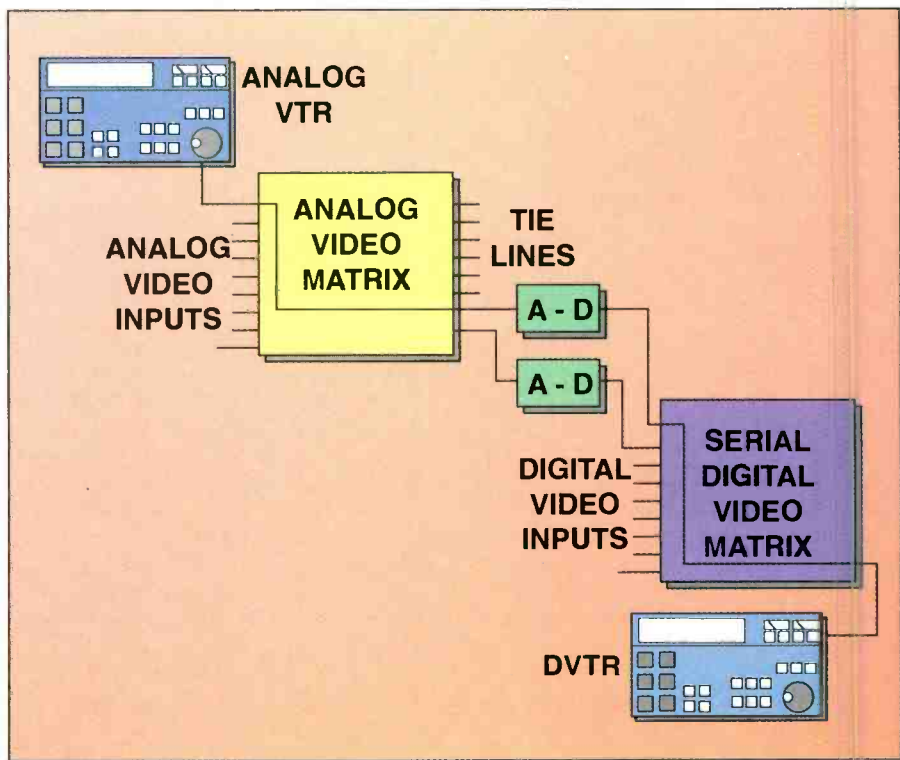 ANALOG
VTR
ANALOG
VIDEO
MATRIX
TIE
LINES
ANALOG
VIDEO
INPUTS
A - D
A - D
SERIAL
DIGITAL
VIDEO
MATRIX
DIGITAL
VIDEO
INPUTS
DVTR